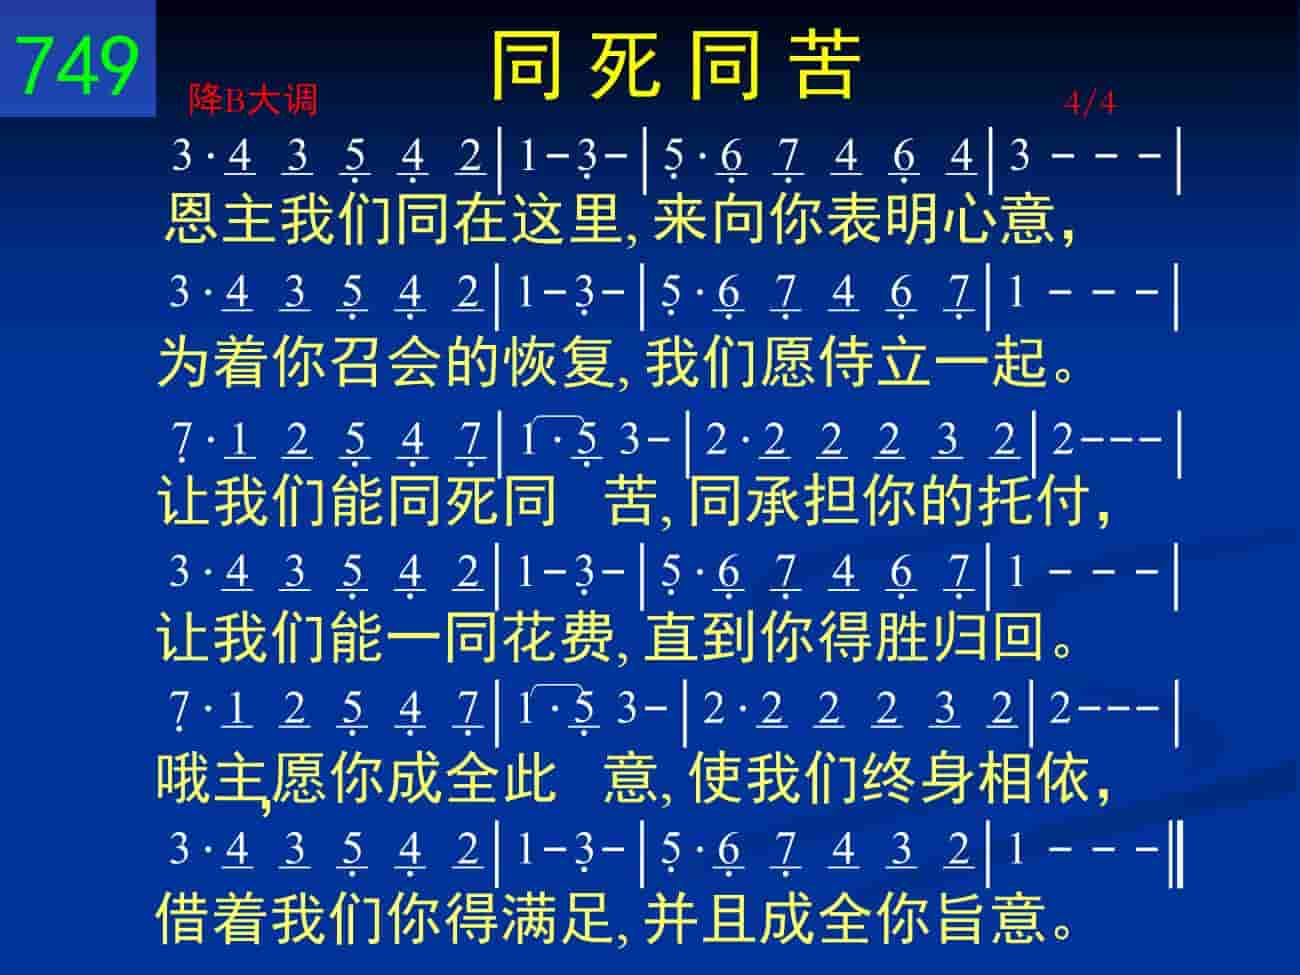 749
同死同苦
降B大调 4/4
3 · 4̲ 3̲ 5̲̣ 4̲̣ 2̲ | 1 - 3̣ - | 5̣ · 6̲̣ 7̲̣ 4̲ 6̲̣ 4̲ | 3 - - - |
恩主我们同在这里, 来向你表明心意，
3 · 4̲ 3̲ 5̲̣ 4̲̣ 2̲ | 1 - 3̣ - | 5̣ · 6̲̣ 7̲̣ 4̲ 6̲̣ 7̲̣ | 1 - - - |
为着你召会的恢复, 我们愿侍立一起。
7̣ · 1̲ 2̲ 5̲̣ 4̲̣ 7̲̣ | 1 · 5̲̣ 3 - | 2 · 2̲ 2̲ 2̲ 3̲ 2̲ | 2 - - - |
让我们能同死同 苦, 同承担你的托付，
3 · 4̲ 3̲ 5̲̣ 4̲̣ 2̲ | 1 - 3̣ - | 5̣ · 6̲̣ 7̲̣ 4̲ 6̲̣ 7̲̣ | 1 - - - |
让我们能一同花费, 直到你得胜归回。
7̣ · 1̲ 2̲ 5̲̣ 4̲̣ 7̲̣ | 1 · 5̲̣ 3 - | 2 · 2̲ 2̲ 2̲ 3̲ 2̲ | 2 - - - |
哦主,愿你成全此 意, 使我们终身相依，
3 · 4̲ 3̲ 5̲̣ 4̲̣ 2̲ | 1 - 3̣ - | 5̣ · 6̲̣ 7̲̣ 4̲ 3̲ 2̲ | 1 - - - ‖
借着我们你得满足, 并且成全你旨意。